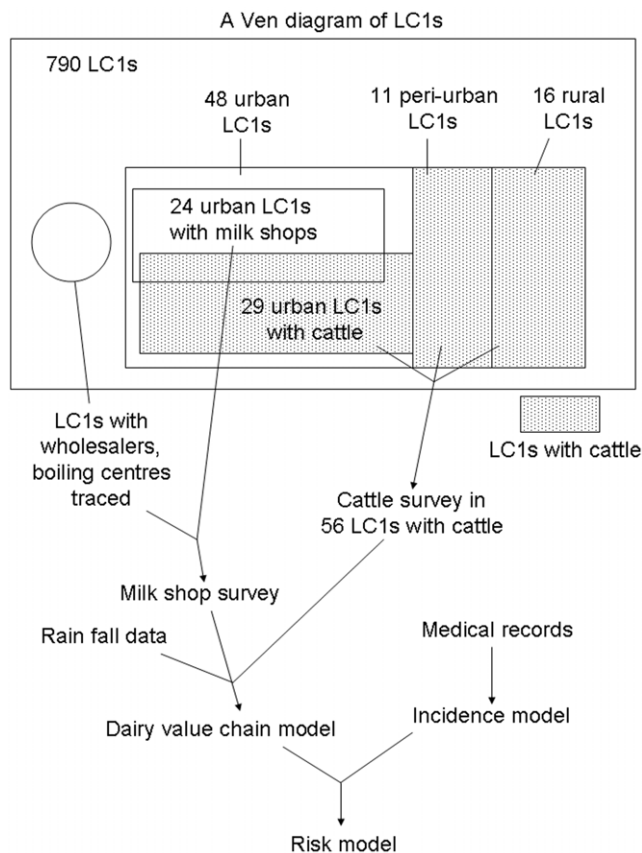 A Ven diagram of LC1s
790 LC1s
48 urban
LC1s
11 peri-urban
LC1s
16 rural
LC1s
24 urban LC1s
with milk shops
29 urban LC1s
with cattle
LC1s with
wholesalers,
boiling centres
traced
LC1s with cattle
Cattle survey in
56 LC1s with cattle
Milk shop survey
Rain fall data
Medical records
Dairy value chain model
Incidence model
Risk model